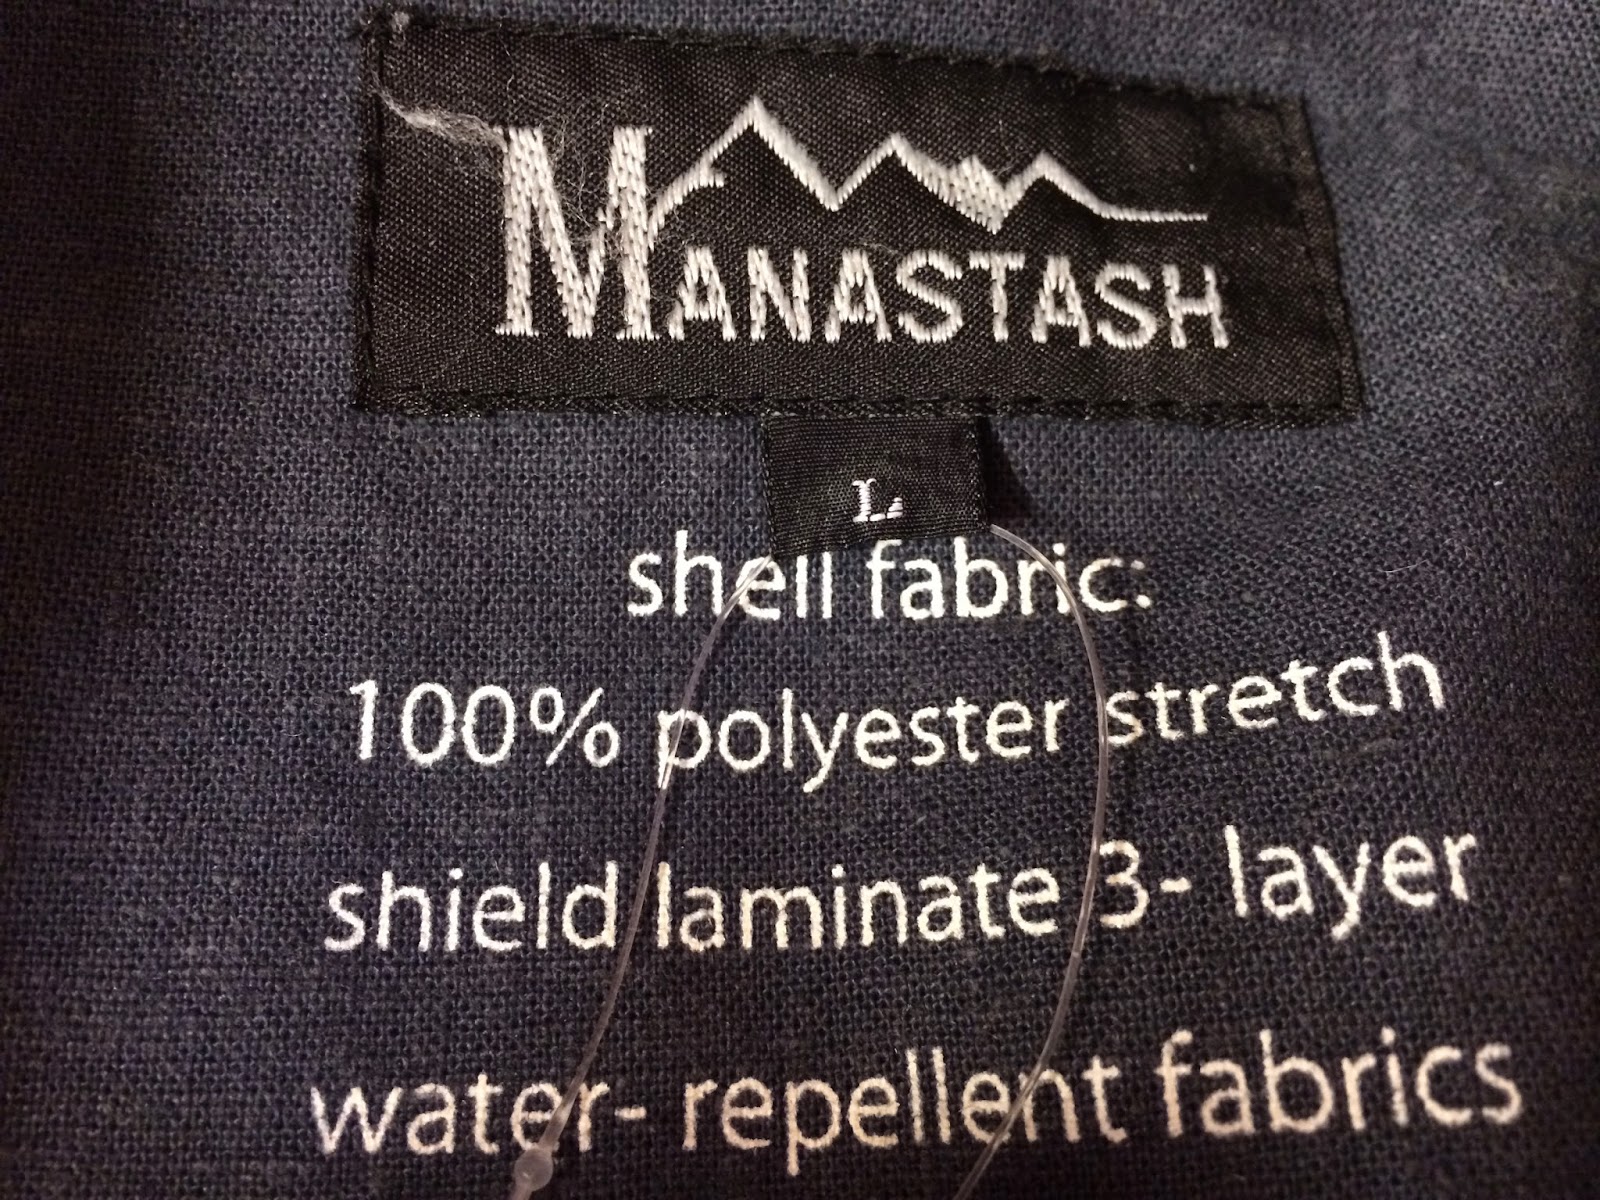 MANASTASH
L
shell fabric:
100% polyester stretch
shield laminate 3- layer
water- repellent fabrics